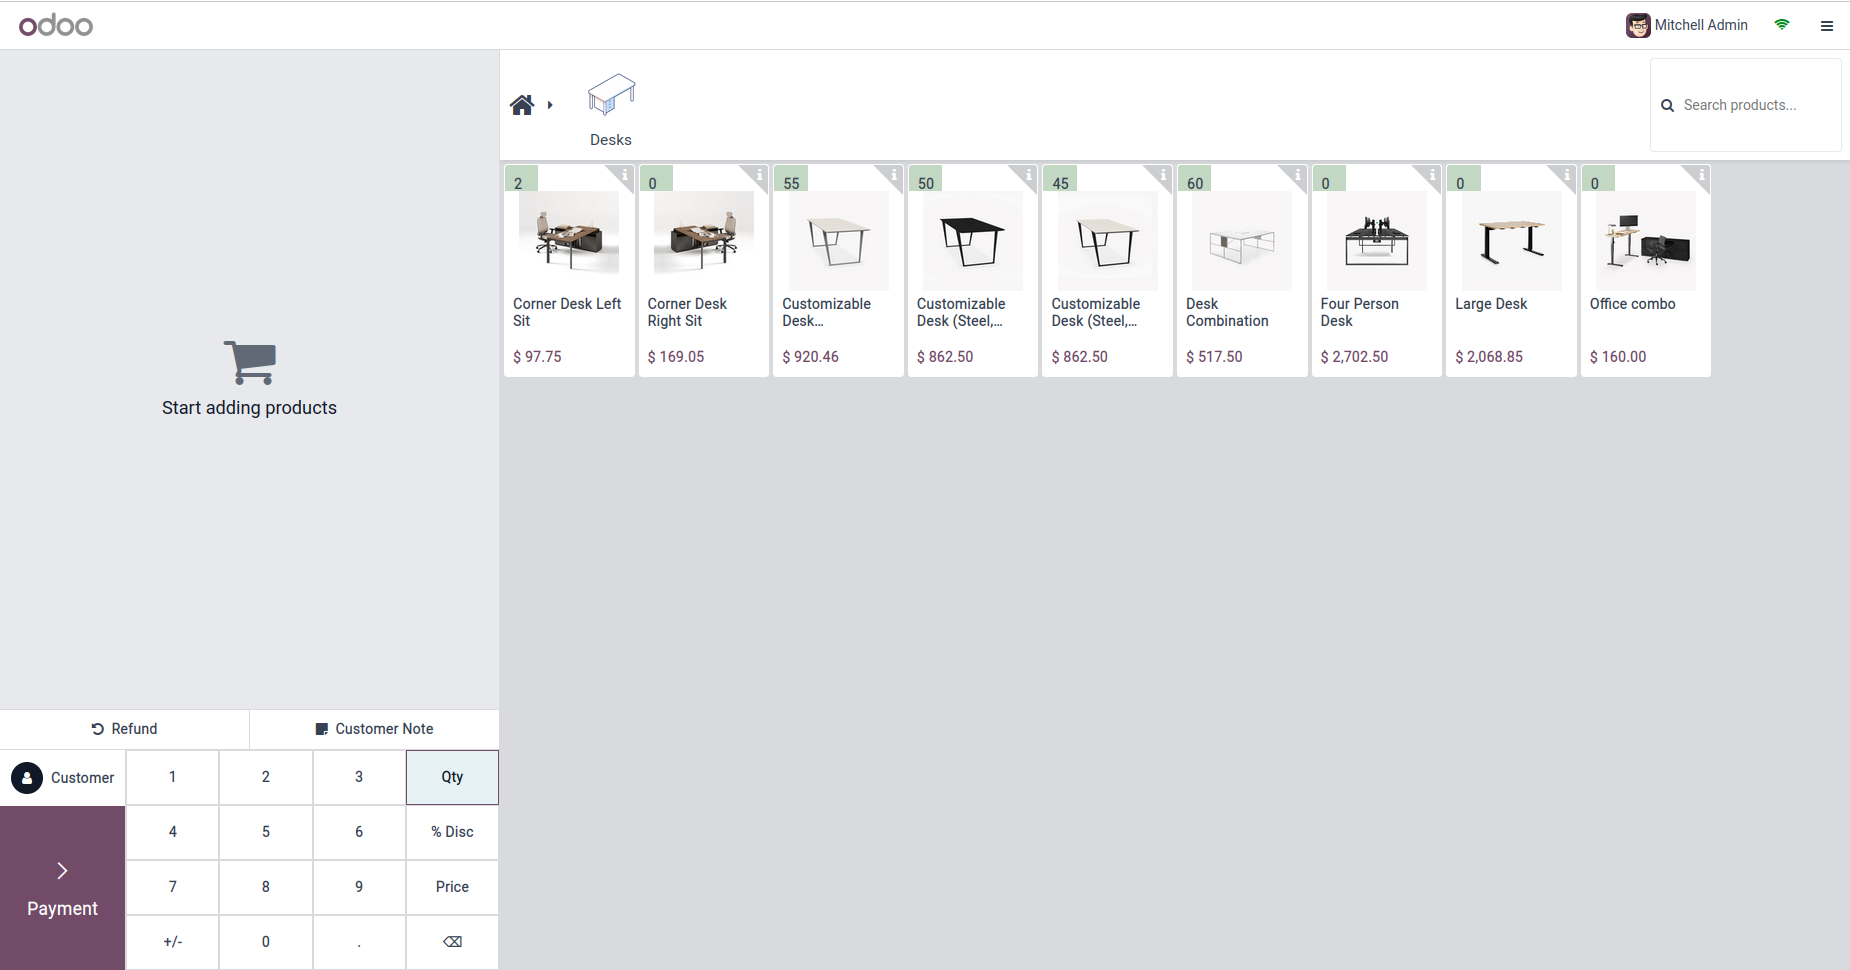 odoo
Mitchell Admin
Desks
Search products...
2
0
55
50
45
60
0
0
0
Corner Desk Left
Sit
$ 97.75
Corner Desk
Right Sit
$ 169.05
Customizable
Desk...
$ 920.46
Customizable
Desk (Steel,...
$ 862.50
Customizable
Desk (Steel,...
$ 862.50
Desk
Combination
$ 517.50
Four Person
Desk
$ 2,702.50
Large Desk
$ 2,068.85
Office combo
$ 160.00
Start adding products
Refund
Customer Note
Customer
1
2
3
Qty
4
5
6
% Disc
Payment
7
8
9
Price
+/-
0
.
⌫